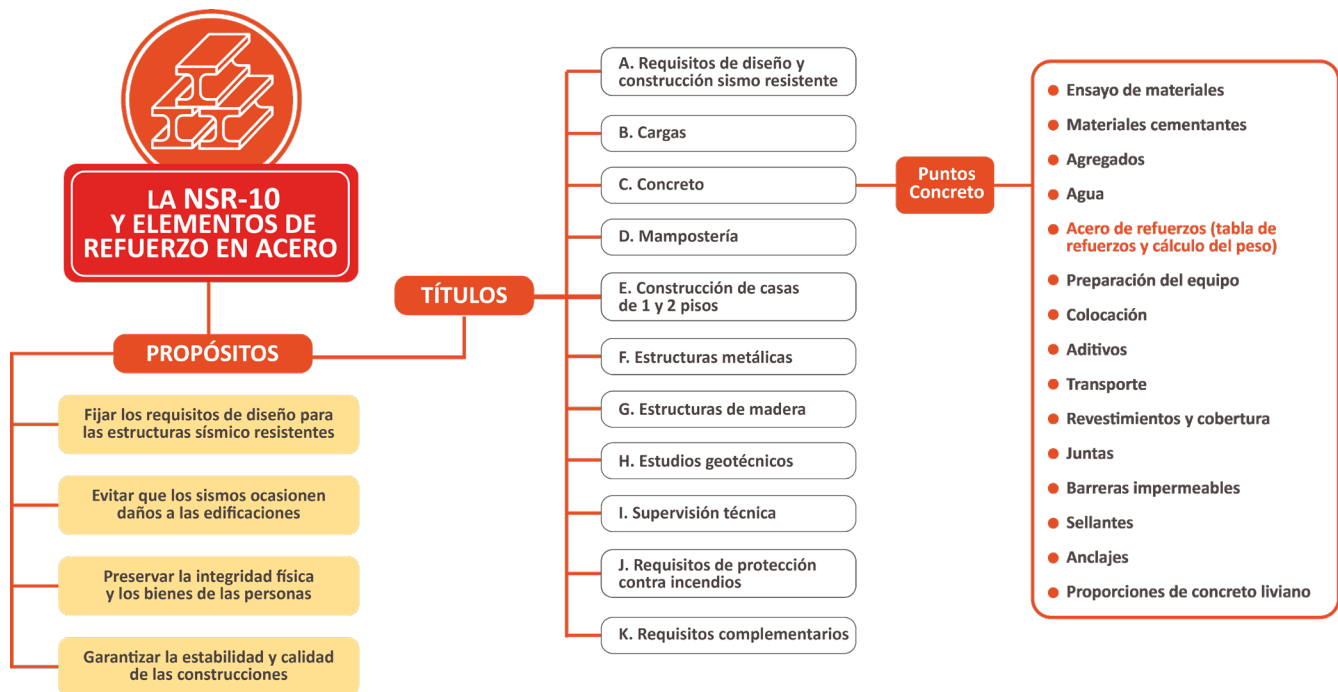 LA NSR-10
Y ELEMENTOS DE
REFUERZO EN ACERO
PROPÓSITOS
Fijar los requisitos de diseño para
las estructuras sísmico resistentes
Evitar que los sismos ocasionen
daños a las edificaciones
Preservar la integridad física
y los bienes de las personas
Garantizar la estabilidad y calidad
de las construcciones
TÍTULOS
A. Requisitos de diseño y
construcción sismo resistente
B. Cargas
C. Concreto
D. Mampostería
E. Construcción de casas
de 1 y 2 pisos
F. Estructuras metálicas
G. Estructuras de madera
H. Estudios geotécnicos
I. Supervisión técnica
J. Requisitos de protección
contra incendios
K. Requisitos complementarios
Puntos
Concreto
Ensayo de materiales
Materiales cementantes
Agregados
Agua
Acero de refuerzos (tabla de
refuerzos y cálculo del peso)
Preparación del equipo
Colocación
Aditivos
Transporte
Revestimientos y cobertura
Juntas
Barreras impermeables
Sellantes
Anclajes
Proporciones de concreto liviano